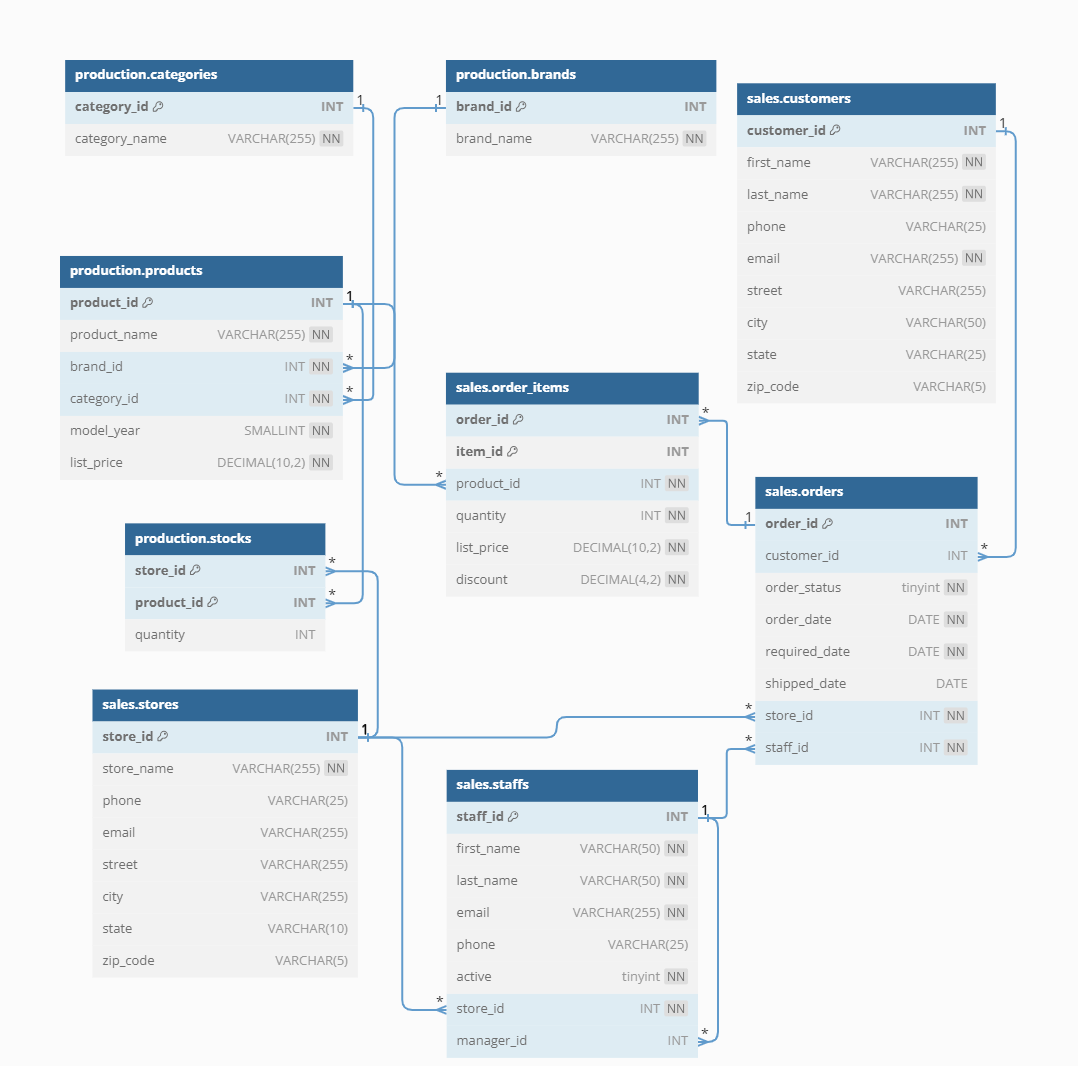 production.categories
category_id INT
category_name VARCHAR(255) NN
1
production.brands
1
brand_id INT
brand_name VARCHAR(255) NN
sales.customers
customer_id INT
1
first_name VARCHAR(255) NN
last_name VARCHAR(255) NN
phone VARCHAR(25)
email VARCHAR(255) NN
street VARCHAR(255)
city VARCHAR(50)
state VARCHAR(25)
zip_code VARCHAR(5)
production.products
product_id INT
1
product_name VARCHAR(255) NN
brand_id INT NN
*
category_id INT NN
*
model_year SMALLINT NN
list_price DECIMAL(10,2) NN
sales.order_items
order_id INT
*
item_id INT
*
product_id INT NN
quantity INT NN
list_price DECIMAL(10,2) NN
discount DECIMAL(4,2) NN
sales.orders
1
order_id INT
customer_id INT
*
order_status tinyint NN
order_date DATE NN
required_date DATE NN
shipped_date DATE
*
store_id INT NN
*
staff_id INT NN
production.stocks
store_id INT
*
product_id INT
*
quantity INT
sales.stores
store_id INT
1
store_name VARCHAR(255) NN
phone VARCHAR(25)
email VARCHAR(255)
street VARCHAR(255)
city VARCHAR(255)
state VARCHAR(10)
zip_code VARCHAR(5)
sales.staffs
staff_id INT
1
first_name VARCHAR(50) NN
last_name VARCHAR(50) NN
email VARCHAR(255) NN
phone VARCHAR(25)
active tinyint NN
*
store_id INT NN
manager_id INT
*